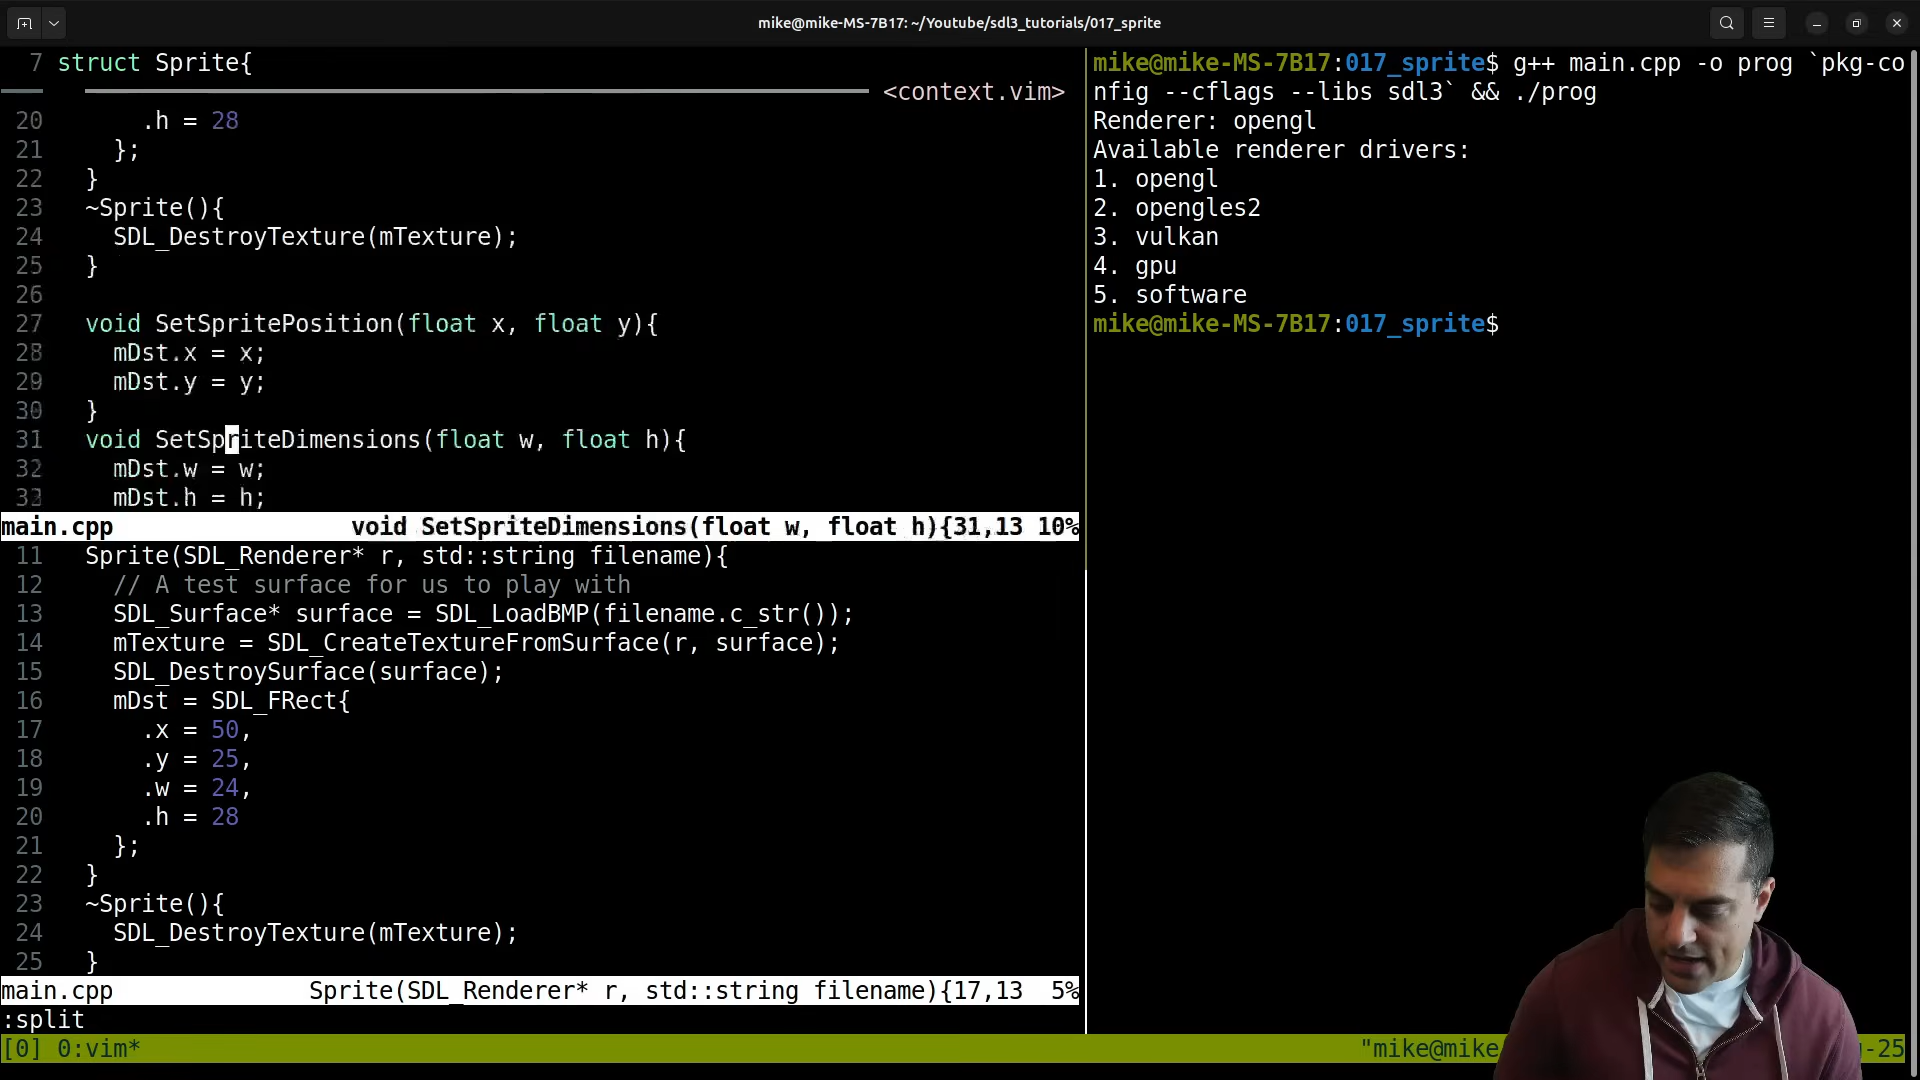 mike@mike-MS-7B17: ~/Youtube/sdl3_tutorials/017_sprite
7 struct Sprite{
<context.vim>
20 .h = 28
21 };
22 }
23 ~Sprite(){
24 SDL_DestroyTexture(mTexture);
25 }
26
27 void SetSpritePosition(float x, float y){
28 mDst.x = x;
29 mDst.y = y;
30 }
31 void SetSpriteDimensions(float w, float h){
32 mDst.w = w;
33 mDst.h = h;
main.cpp void SetSpriteDimensions(float w, float h){31,13 10%
11 Sprite(SDL_Renderer* r, std::string filename){
12 // A test surface for us to play with
13 SDL_Surface* surface = SDL_LoadBMP(filename.c_str());
14 mTexture = SDL_CreateTextureFromSurface(r, surface);
15 SDL_DestroySurface(surface);
16 mDst = SDL_FRect{
17 .x = 50,
18 .y = 25,
19 .w = 24,
20 .h = 28
21 };
22 }
23 ~Sprite(){
24 SDL_DestroyTexture(mTexture);
25 }
main.cpp Sprite(SDL_Renderer* r, std::string filename){17,13 5%
:split
mike@mike-MS-7B17:017_sprite$ g++ main.cpp -o prog `pkg-co
nfig --cflags --libs sdl3` && ./prog
Renderer: opengl
Available renderer drivers:
1. opengl
2. opengles2
3. vulkan
4. gpu
5. software
mike@mike-MS-7B17:017_sprite$
[0] 0:vim* "mike@mike -25